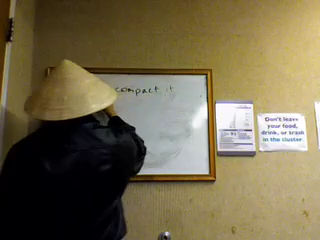 compact it
Don't leave
your food,
drink, or trash
in the cluster.